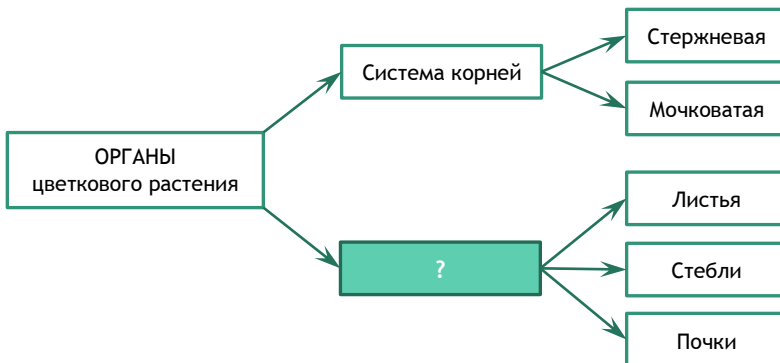 ОРГАНЫ
цветкового растения
Система корней
Стержневая
Мочковатая
?
Листья
Стебли
Почки